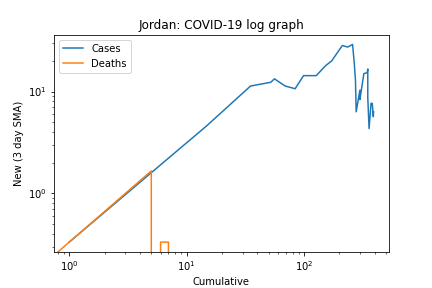 Jordan: COVID-19 log graph
Cases
Deaths
New (3 day SMA)
10¹
10⁰
10⁰ 10¹ 10²
Cumulative